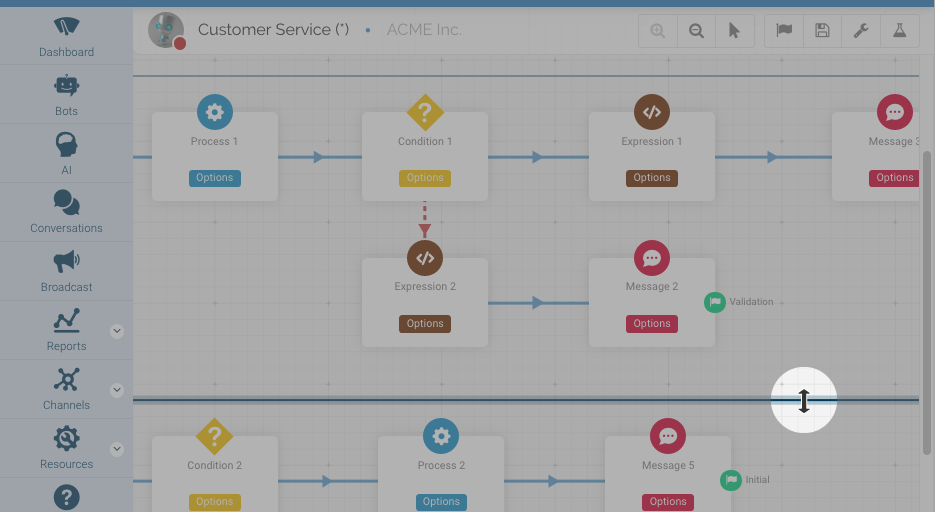 Customer Service (*) • ACME Inc.
Dashboard
Bots
AI
Conversations
Broadcast
Reports
Channels
Resources
Process 1
Options
Condition 1
Options
Expression 1
Options
Message 3
Options
Expression 2
Options
Message 2
Options
Validation
Condition 2
Options
Process 2
Options
Message 5
Options
Initial